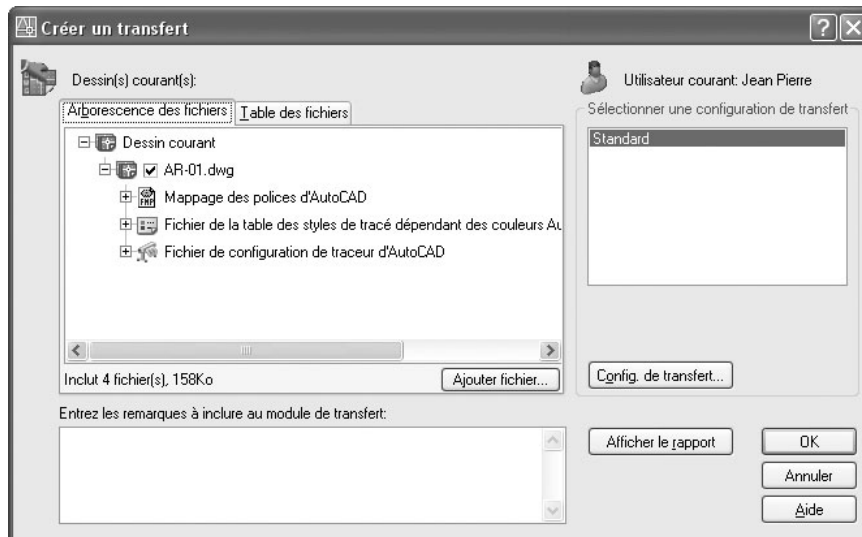 Créer un transfert
Dessin(s) courant(s):
Utilisateur courant: Jean Pierre
Arborescence des fichiers
Table des fichiers
Sélectionner une configuration de transfert
Dessin courant
Standard
AR-01.dwg
Mappage des polices d'AutoCAD
Fichier de la table des styles de tracé dépendant des couleurs Au
Fichier de configuration de traceur d'AutoCAD
Inclut 4 fichier(s), 158Ko
Ajouter fichier...
Config. de transfert...
Entrez les remarques à inclure au module de transfert:
Afficher le rapport
OK
Annuler
Aide